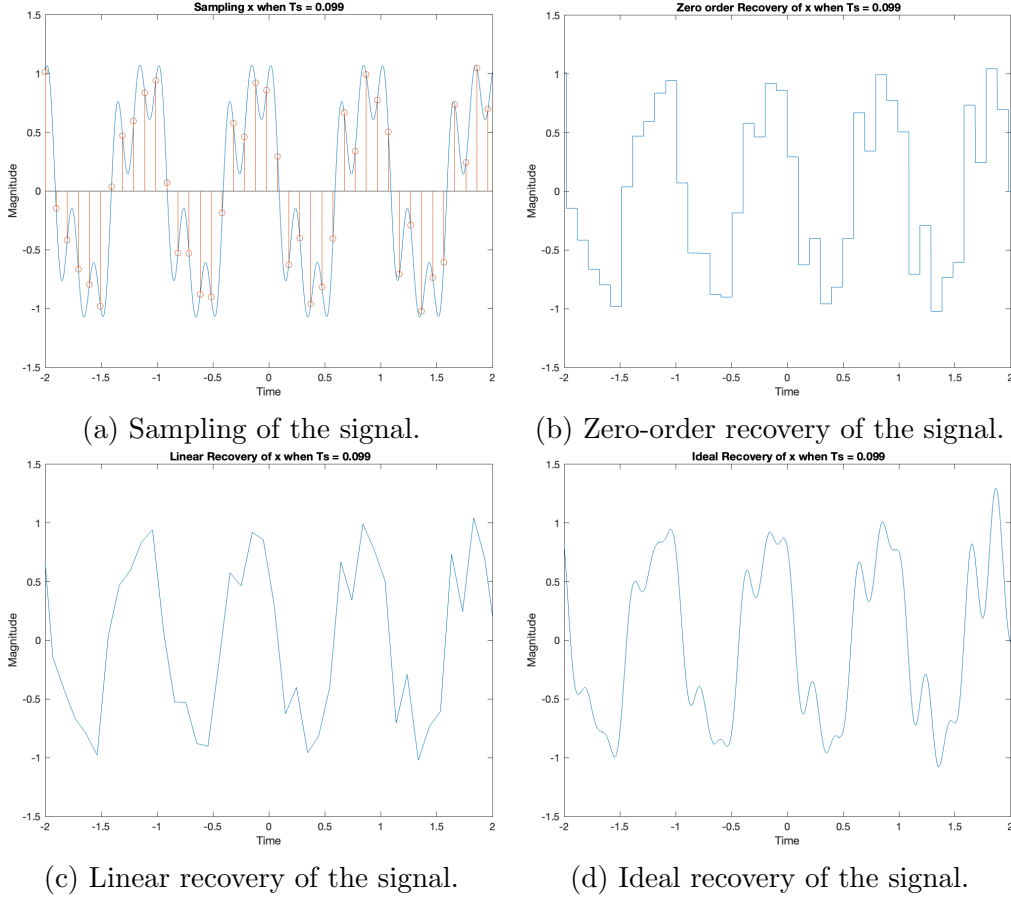 Sampling x when Ts = 0.099
1.5
1
0.5
0
-0.5
-1
-1.5
Magnitude
-2 -1.5 -1 -0.5 0 0.5 1 1.5 2
Time
(a) Sampling of the signal.
Zero order Recovery of x when Ts = 0.099
1.5
1
0.5
0
-0.5
-1
-1.5
Magnitude
-2 -1.5 -1 -0.5 0 0.5 1 1.5 2
Time
(b) Zero-order recovery of the signal.
Linear Recovery of x when Ts = 0.099
1.5
1
0.5
0
-0.5
-1
-1.5
Magnitude
-2 -1.5 -1 -0.5 0 0.5 1 1.5 2
Time
(c) Linear recovery of the signal.
Ideal Recovery of x when Ts = 0.099
1.5
1
0.5
0
-0.5
-1
-1.5
Magnitude
-2 -1.5 -1 -0.5 0 0.5 1 1.5 2
Time
(d) Ideal recovery of the signal.